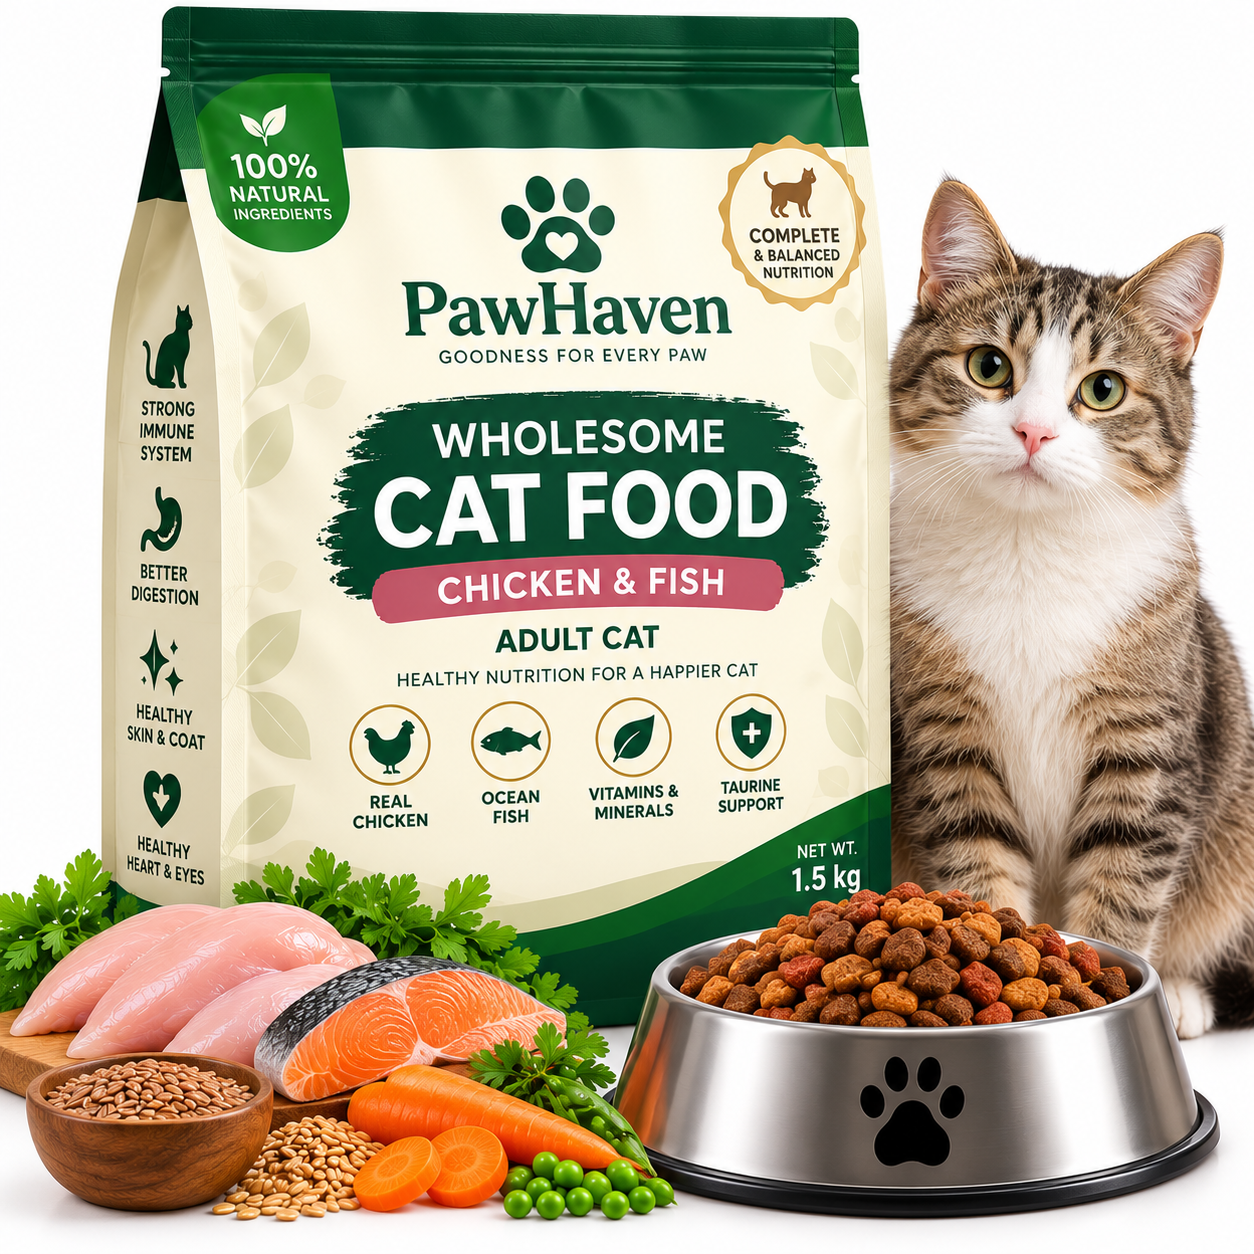 100%
NATURAL
INGREDIENTS
COMPLETE
& BALANCED
NUTRITION
PawHaven
GOODNESS FOR EVERY PAW
WHOLESOME
CAT FOOD
CHICKEN & FISH
ADULT CAT
HEALTHY NUTRITION FOR A HAPPIER CAT
REAL
CHICKEN
OCEAN
FISH
VITAMINS &
MINERALS
TAURINE
SUPPORT
NET WT.
1.5 kg
STRONG
IMMUNE
SYSTEM
BETTER
DIGESTION
HEALTHY
SKIN & COAT
HEALTHY
HEART & EYES